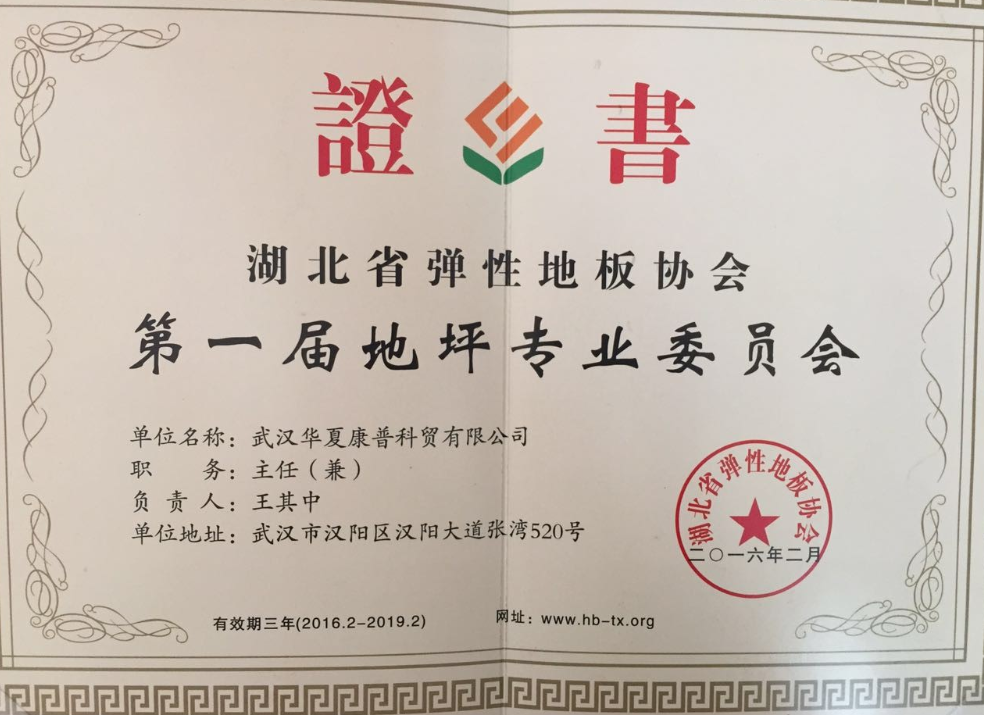 證書
湖北省弹性地板协会
第一届地坪专业委员会
单位名称：武汉华夏康普科贸有限公司
职 务：主任（兼）
负 责 人：王其中
单位地址：武汉市汉阳区汉阳大道张湾520号
湖北省弹性地板协会
二〇一六年二月
有效期三年(2016.2-2019.2)
网址：www.hb-tx.org